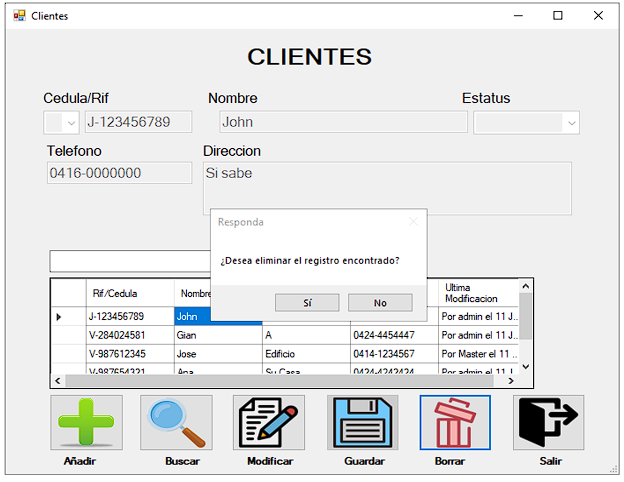 Clientes
CLIENTES
Cedula/Rif Nombre Estatus
J-123456789 John
Telefono Direccion
0416-0000000 Si sabe
Responda
¿Desea eliminar el registro encontrado?
Sí No
Rif/Cedula Nombre Ultima
Modificacion
J-123456789 John Por admin el 11 J...
V-284024581 Gian A 0424-4454447 Por admin el 11 ...
V-987612345 Jose Edificio 0414-1234567 Por Master el 11 ...
V-987654321 Ana Su Casa 0424-4242424 Por admin el 11 J...
Añadir Buscar Modificar Guardar Borrar Salir